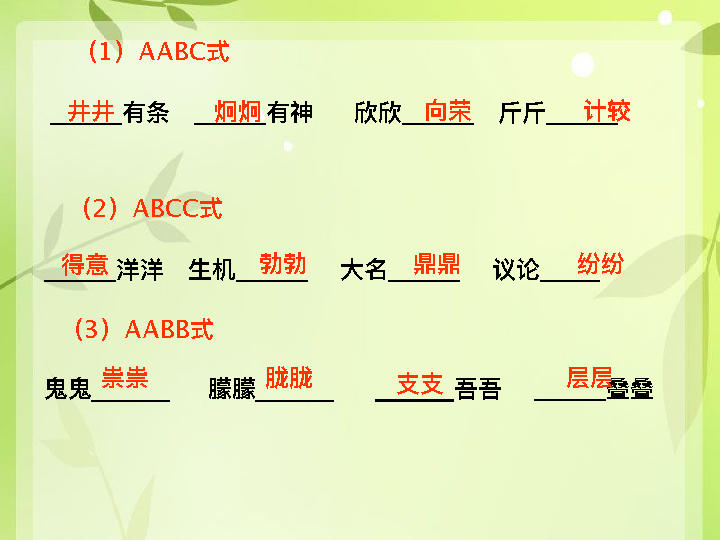 （1）AABC式
井井有条 炯炯有神 欣欣向荣 斤斤计较
（2）ABCC式
得意洋洋 生机勃勃 大名鼎鼎 议论纷纷
（3）AABB式
鬼鬼祟祟 朦朦胧胧 支支吾吾 层层叠叠